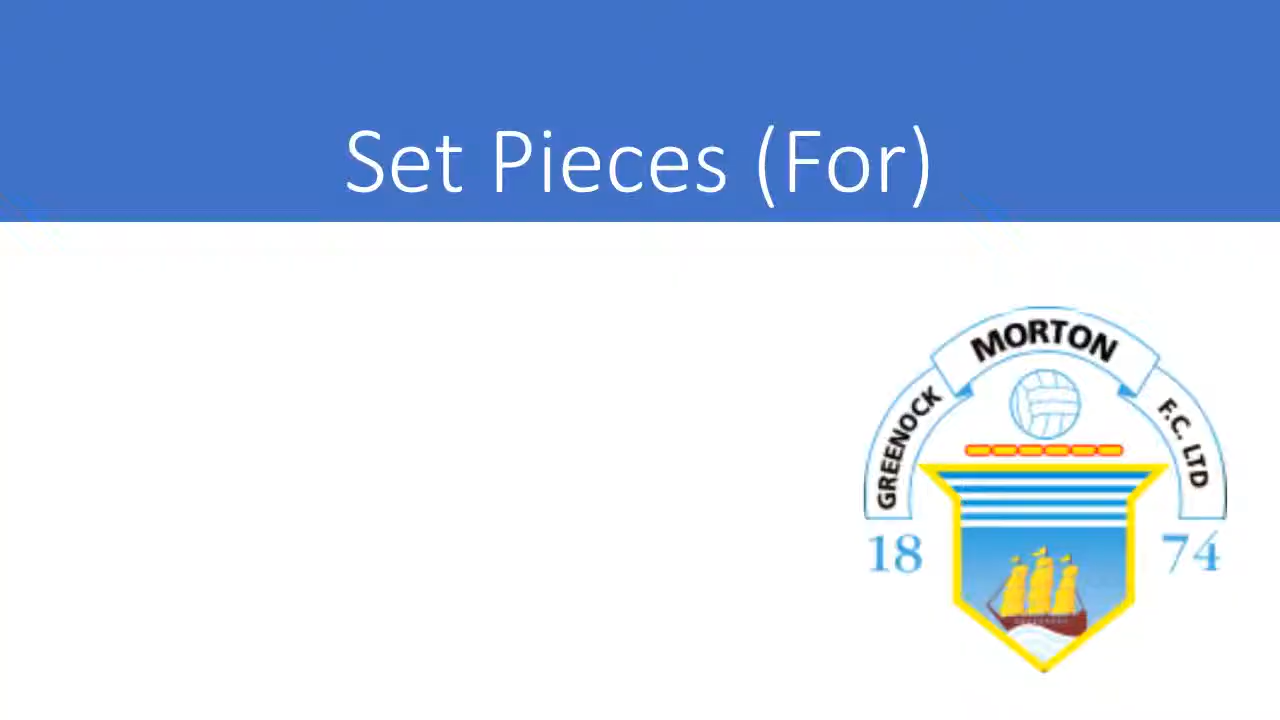 Set Pieces (For)
MORTON
GREENOCK
F.C. LTD
18 74